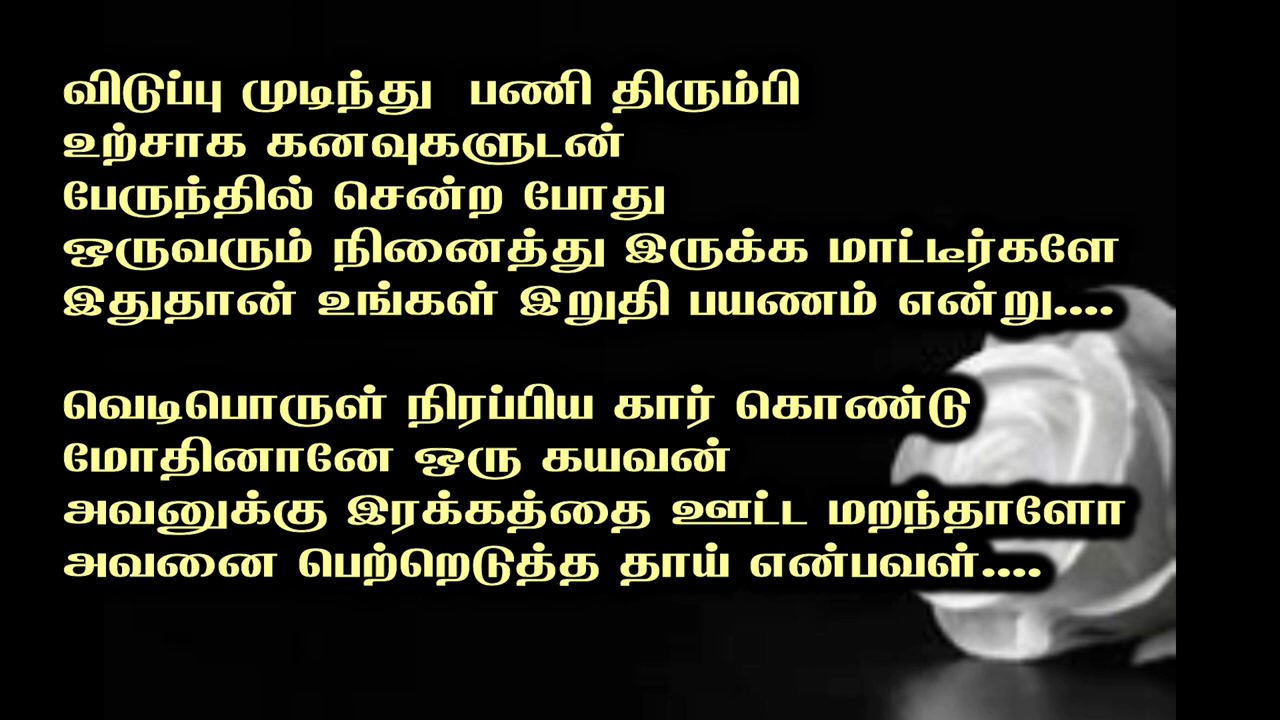 விடுப்பு முடிந்து பணி திரும்பி
உற்சாக கனவுகளுடன்
பேருந்தில் சென்ற போது
ஒருவரும் நினைத்து இருக்க மாட்டீர்களே
இதுதான் உங்கள் இறுதி பயணம் என்று....
வெடிபொருள் நிரப்பிய கார் கொண்டு
மோதினானே ஒரு கயவன்
அவனுக்கு இரக்கத்தை ஊட்ட மறந்தாளோ
அவனை பெற்றெடுத்த தாய் என்பவள்....